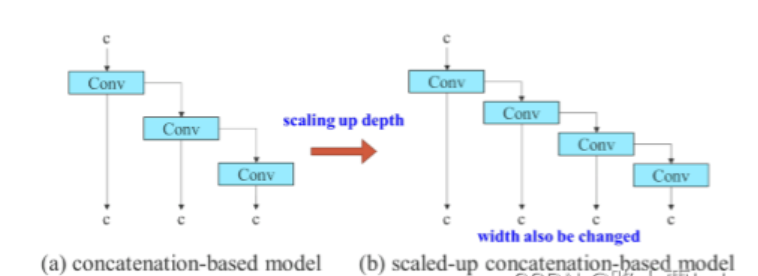 c
c
Conv
Conv
scaling up depth
Conv
Conv
Conv
Conv
Conv
c
c
c
c
c
c
c
width also be changed
(a) concatenation-based model
(b) scaled-up concatenation-based model